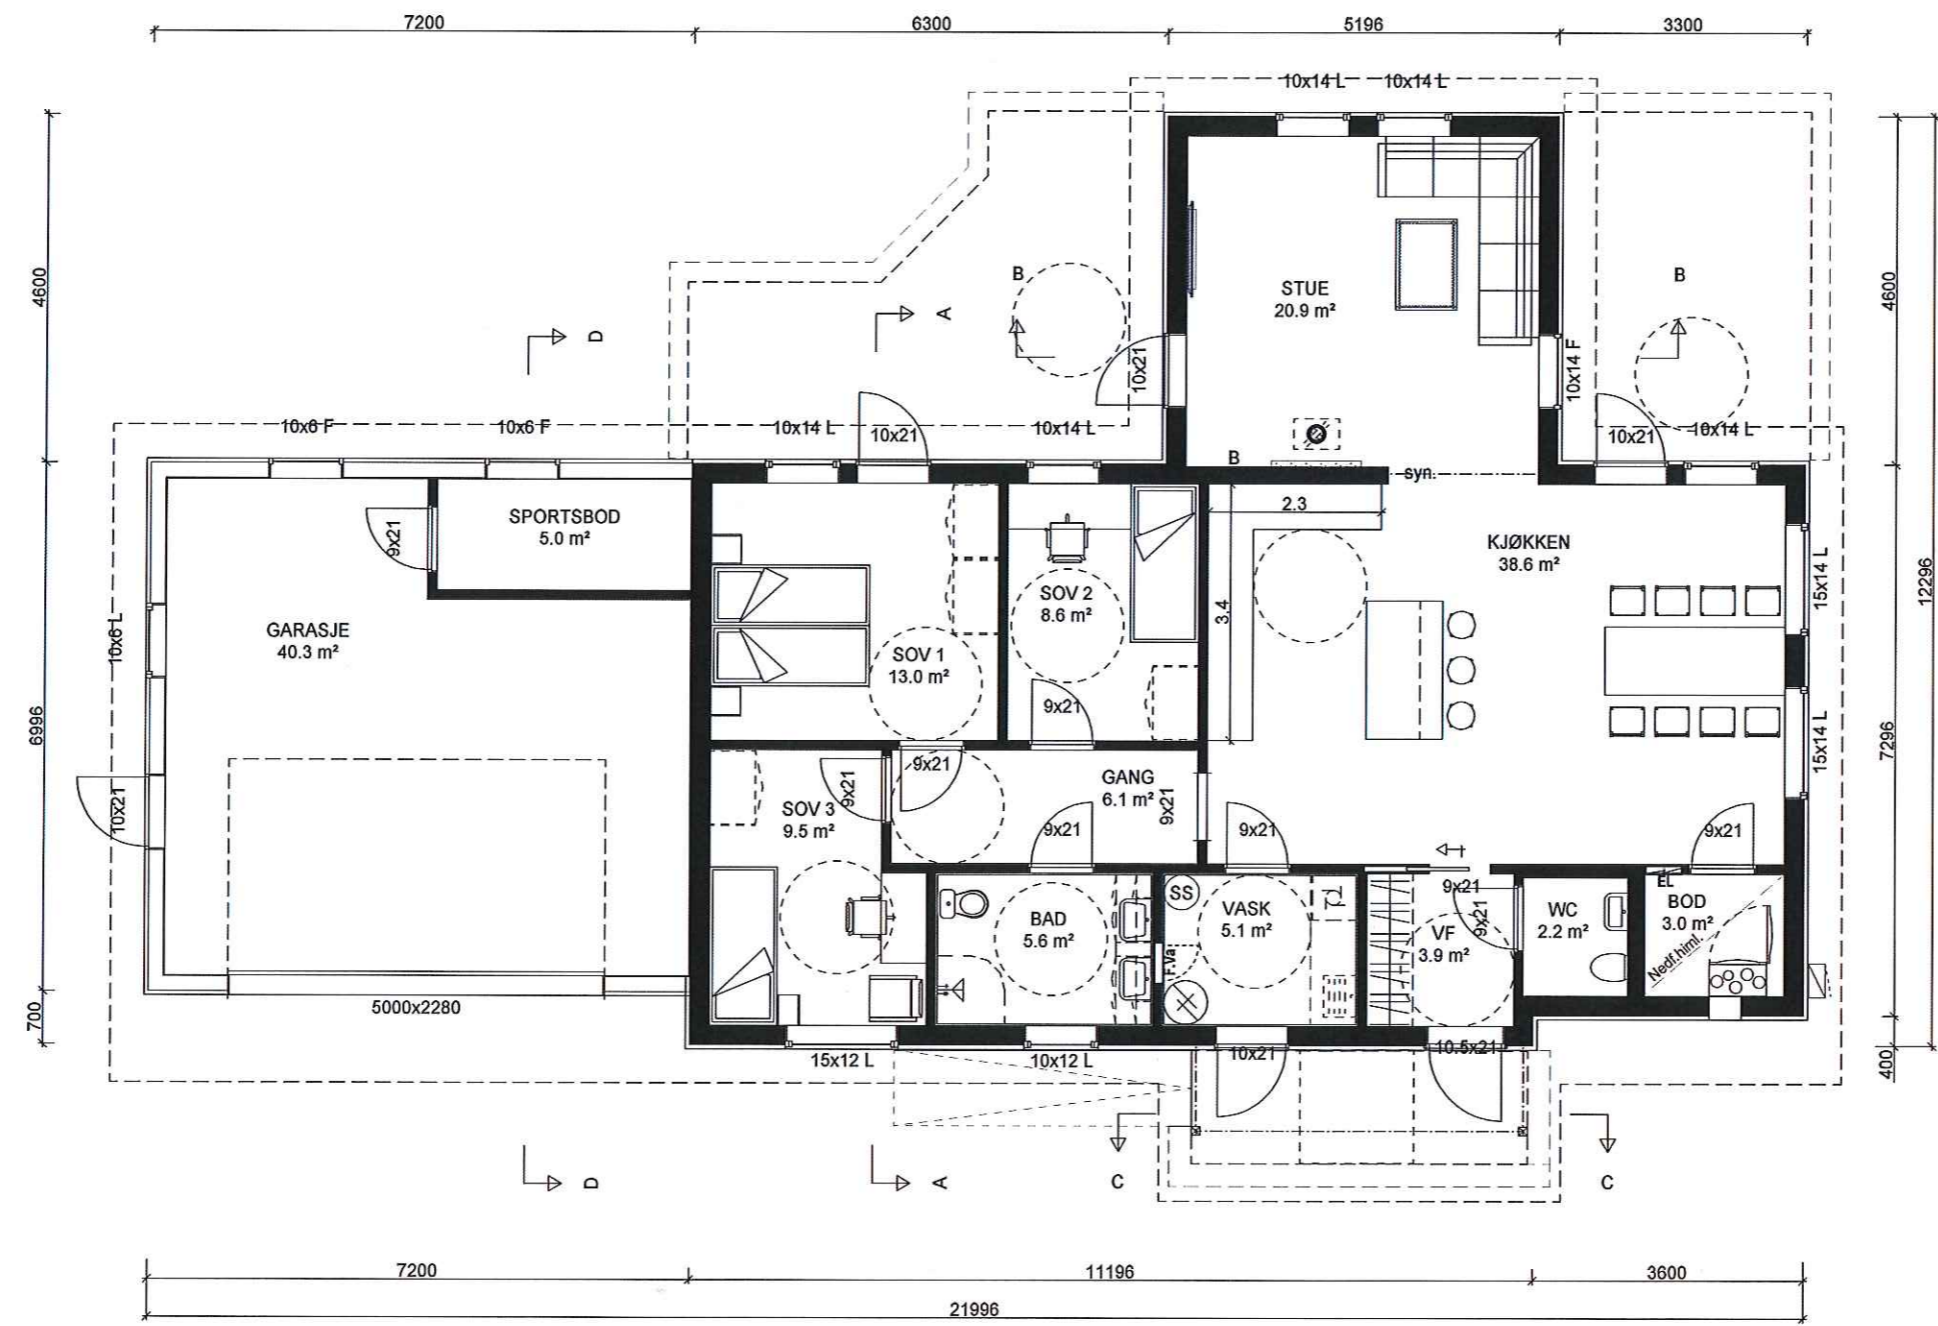 7200
6300
5196
3300
10x14 L
10x14 L
4600
B
STUE
20.9 m²
B
4600
A
D
10x21
10x14 F
10x6 F
10x6 F
10x14 L
10x21
10x14 L
10x21
10x14 L
B
syn.
2.3
SPORTSBOD
5.0 m²
9x21
KJØKKEN
38.6 m²
15x14 L
12296
SOV 2
8.6 m²
3.4
GARASJE
40.3 m²
10x6 L
SOV 1
13.0 m²
9x21
6996
7296
15x14 L
9x21
GANG
6.1 m²
9x21
10x21
SOV 3
9.5 m²
9x21
9x21
9x21
9x21
SS
VASK
5.1 m²
9x21
EL
BAD
5.6 m²
VF
3.9 m²
9x21
WC
2.2 m²
BOD
3.0 m²
Nedf.himl.
F.Va
5000x2280
700
15x12 L
10x12 L
10x21
10.5x21
400
D
A
C
C
7200
11196
3600
21996